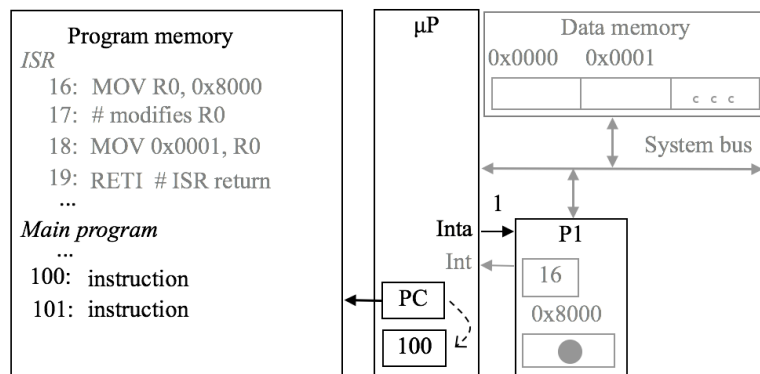 Program memory
ISR
16: MOV R0, 0x8000
17: # modifies R0
18: MOV 0x0001, R0
19: RETI # ISR return
...
Main program
...
100: instruction
101: instruction
μP
Inta
Int
PC
100
Data memory
0x0000 0x0001
c c c
System bus
1
P1
16
0x8000